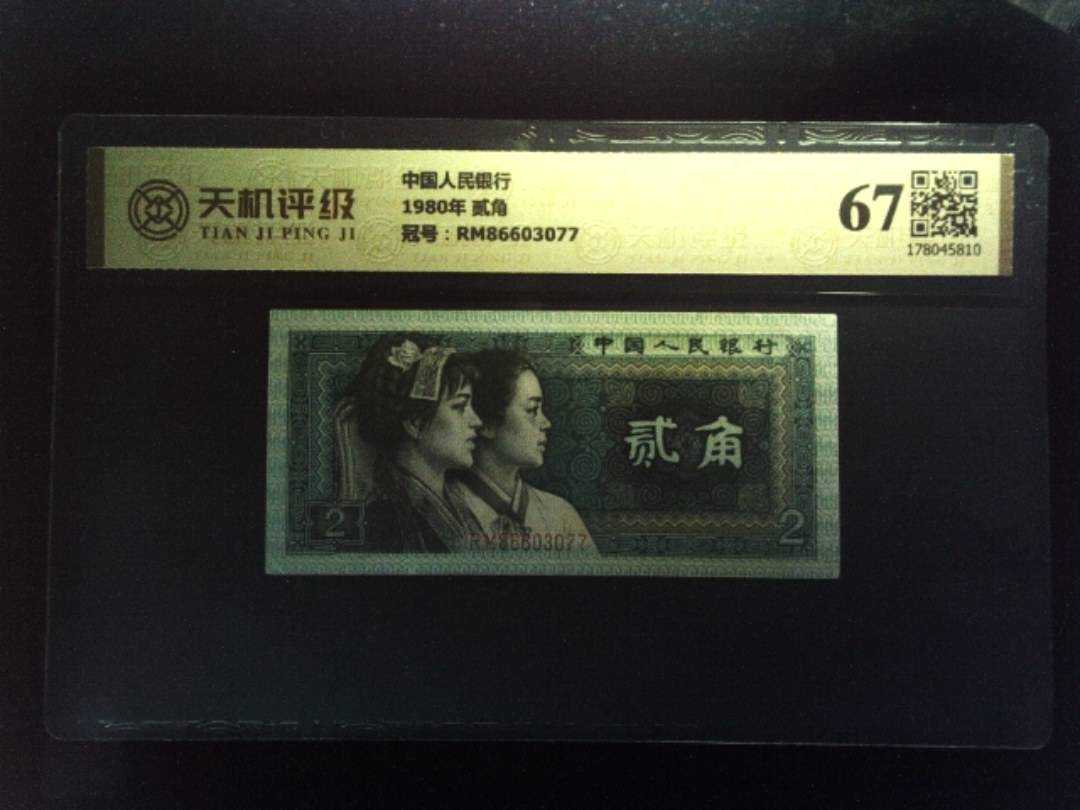 天机评级
TIAN JI PING JI
中国人民银行
1980年 贰角
冠号：RM86603077
67
178045810
中国人民银行
贰角
2
2
RM86603077